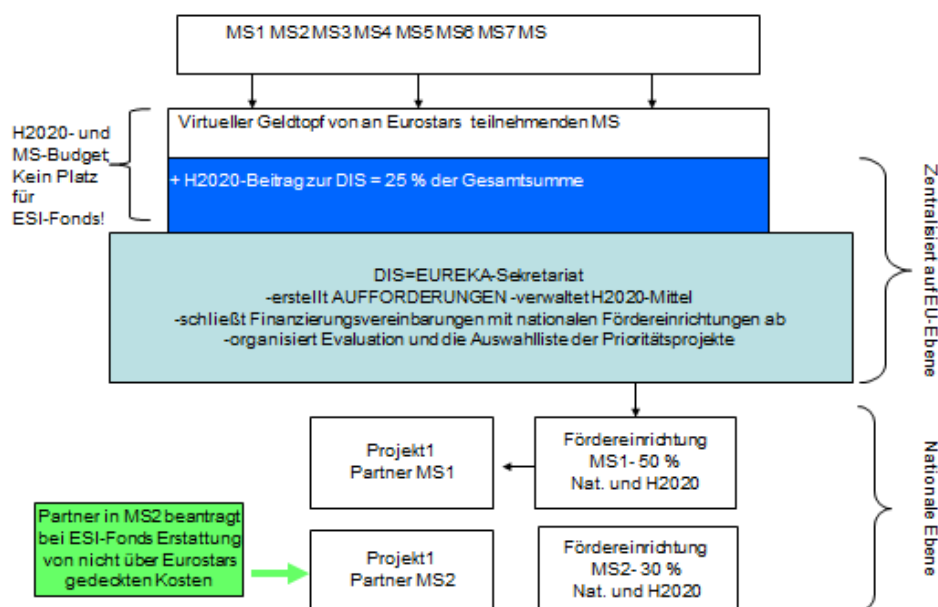 MS1 MS2 MS3 MS4 MS5 MS6 MS7 MS
Virtueller Geldtopf von an Eurostars teilnehmenden MS
H2020- und
MS-Budget
Kein Platz
für
ESI-Fonds!
+ H2020-Beitrag zur DIS = 25 % der Gesamtsumme
DIS=EUREKA-Sekretariat
-erstellt AUFFORDERUNGEN -verwaltet H2020-Mittel
-schließt Finanzierungsvereinbarungen mit nationalen Fördereinrichtungen ab
-organisiert Evaluation und die Auswahlliste der Prioritätsprojekte
Zentralisiert auf EU-Ebene
Projekt1
Partner MS1
Fördereinrichtung
MS1- 50 %
Nat. und H2020
Partner in MS2 beantragt
bei ESI-Fonds Erstattung
von nicht über Eurostars
gedeckten Kosten
Projekt1
Partner MS2
Fördereinrichtung
MS2- 30 %
Nat. und H2020
Nationale Ebene